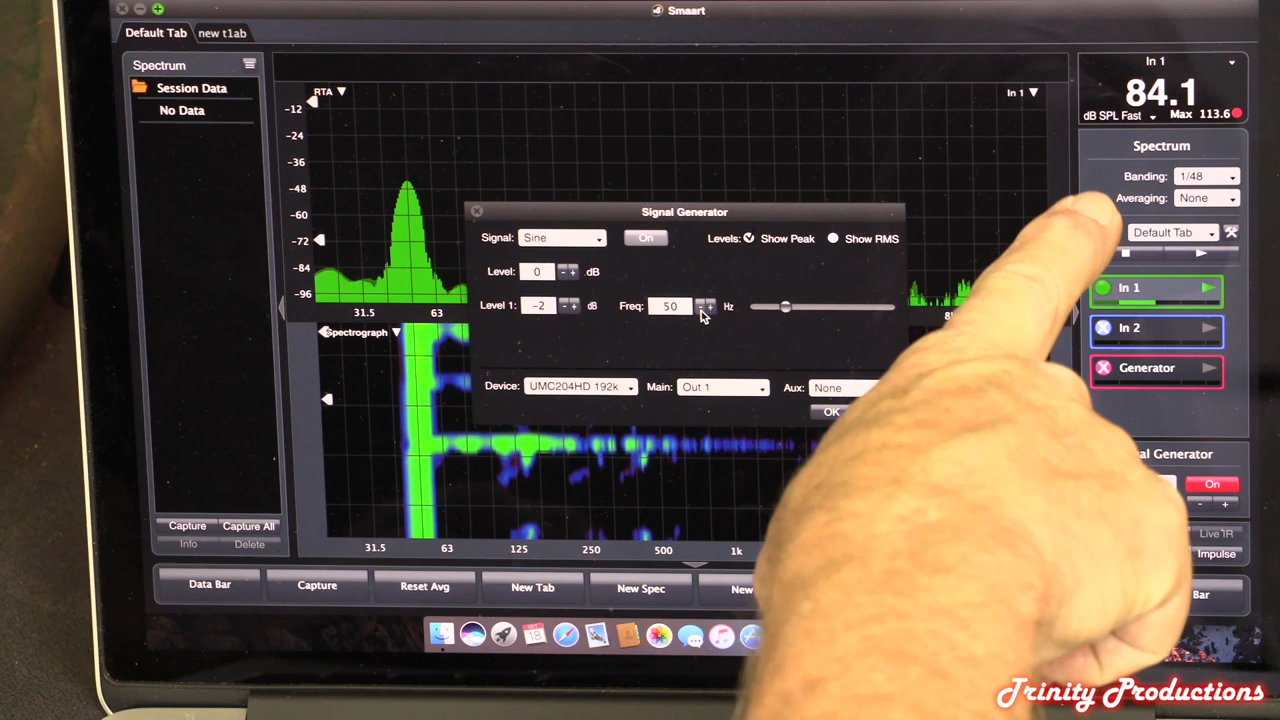 Smaart
Default Tab
new t1ab
Spectrum
Session Data
No Data
RTA
In 1
-12
-24
-36
-48
-60
-72
-84
-96
31.5
63
Spectrograph
31.5 63 125 250 500 1k
Signal Generator
Signal: Sine On Levels: Show Peak Show RMS
Level: 0 - + dB
Level 1: -2 - + dB Freq: 50 - + Hz
Device: UMC204HD 192k Main: Out 1 Aux: None
OK
In 1
84.1
dB SPL Fast Max 113.6
Spectrum
Banding: 1/48
Averaging: None
Default Tab
In 1
In 2
Generator
al Generator
On
- +
Live IR
Impulse
Capture Capture All
Info Delete
Data Bar Capture Reset Avg New Tab New Spec New Bar
OCT
18
Trinity Productions